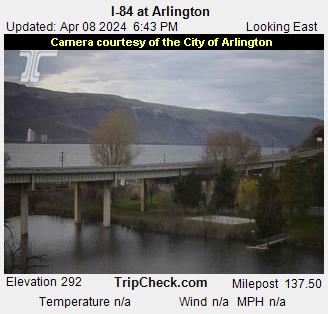 I-84 at Arlington
Updated: Apr 08 2024 6:43 PM Looking East
Camera courtesy of the City of Arlington
Elevation 292 TripCheck.com Milepost 137.50
Temperature n/a Wind n/a MPH n/a